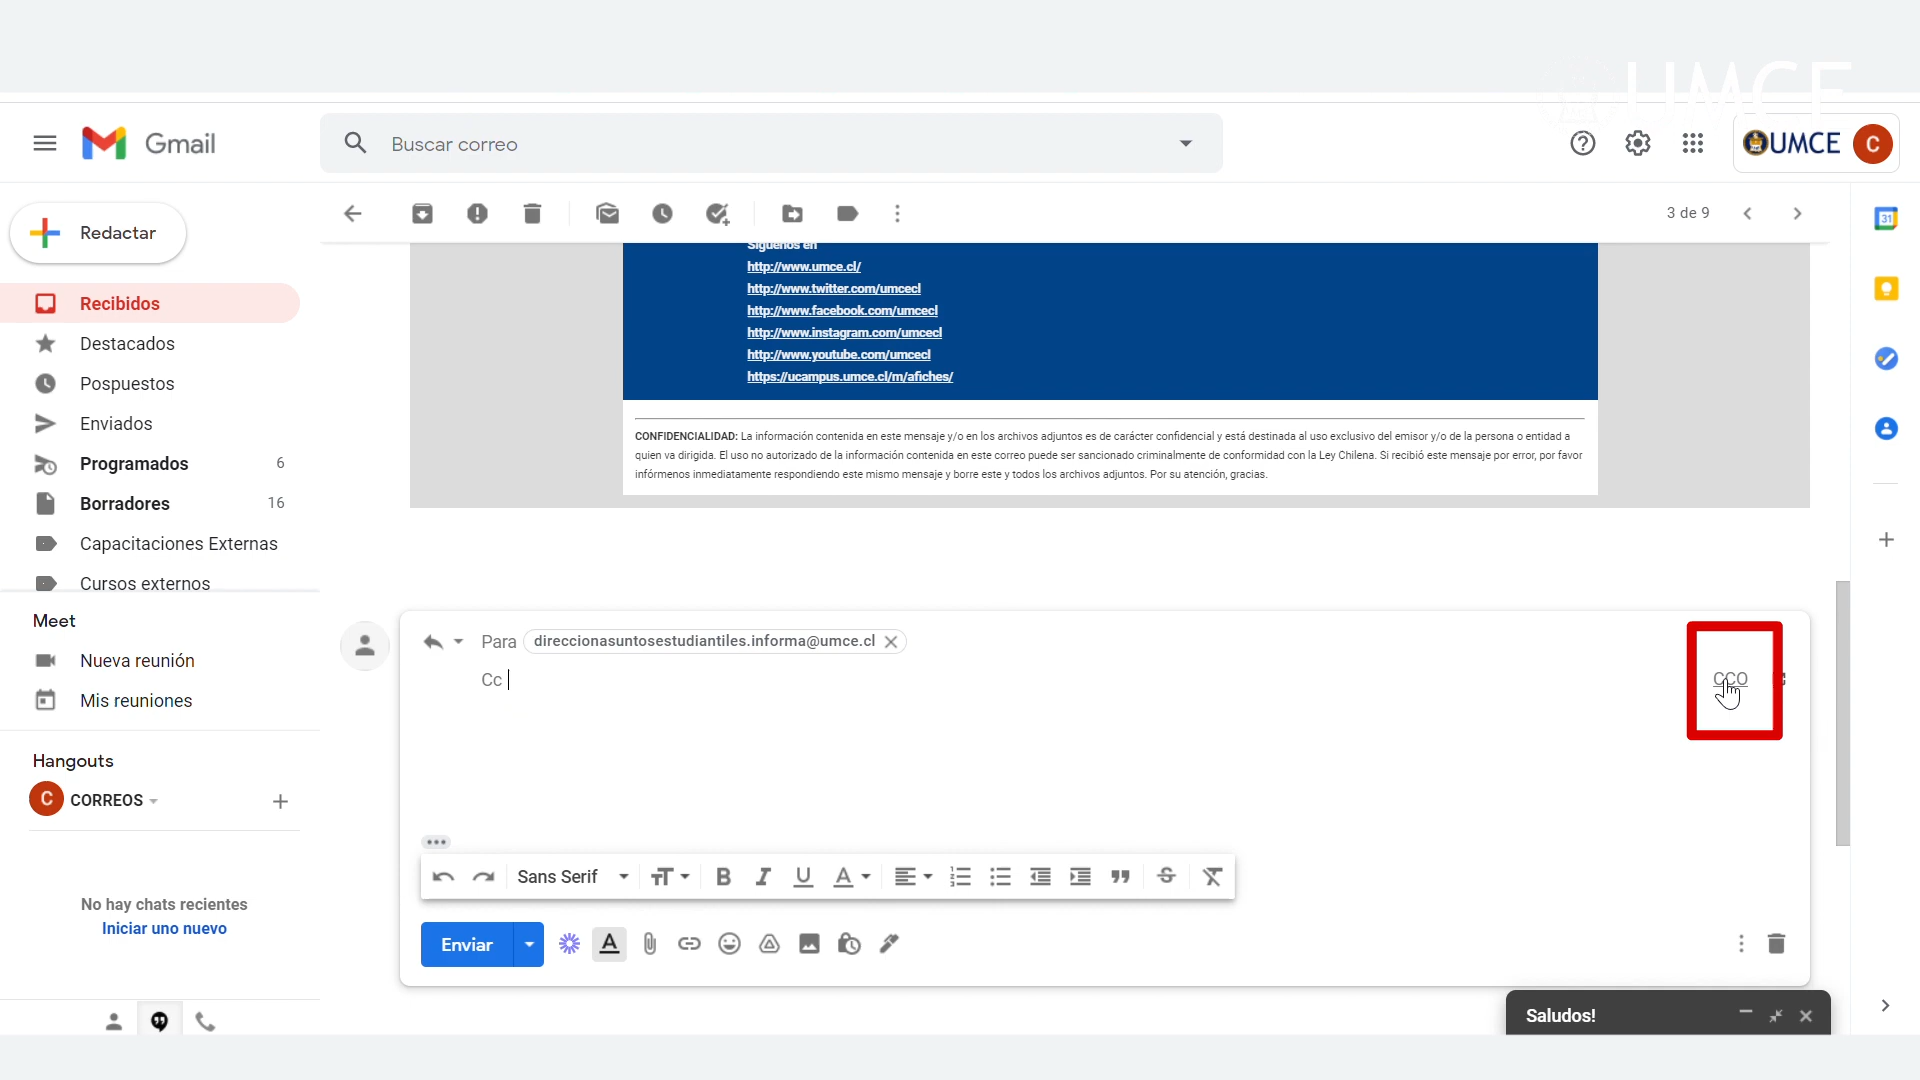 UMCE
Gmail
Buscar correo
UMCE
C
Redactar
3 de 9
Síguenos en
http://www.umce.cl/
http://www.twitter.com/umcecl
http://www.facebook.com/umcecl
http://www.instagram.com/umcecl
http://www.youtube.com/umcecl
https://ucampus.umce.cl/m/afiches/
31
Recibidos
Destacados
Pospuestos
Enviados
Programados 6
Borradores 16
Capacitaciones Externas
Cursos externos
CONFIDENCIALIDAD: La información contenida en este mensaje y/o en los archivos adjuntos es de carácter confidencial y está destinada al uso exclusivo del emisor y/o de la persona o entidad a
quien va dirigida. El uso no autorizado de la información contenida en este correo puede ser sancionado criminalmente de conformidad con la Ley Chilena. Si recibió este mensaje por error, por favor
infórmenos inmediatamente respondiendo este mismo mensaje y borre este y todos los archivos adjuntos. Por su atención, gracias.
Meet
Nueva reunión
Mis reuniones
Para direccionasuntosestudiantiles.informa@umce.cl
Cc
CCO
Hangouts
C CORREOS
No hay chats recientes
Iniciar uno nuevo
Sans Serif
Enviar
Saludos!